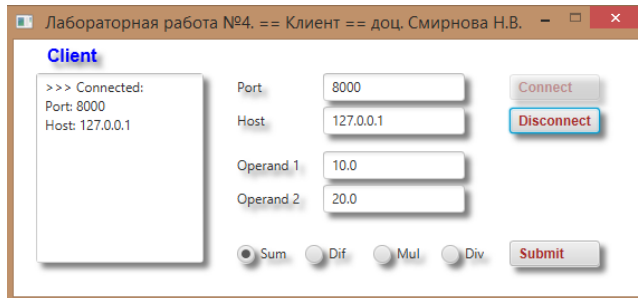 Лабораторная работа №4. == Клиент == доц. Смирнова Н.В.
Client
>>> Connected:
Port: 8000
Host: 127.0.0.1
Port 8000 Connect
Host 127.0.0.1 Disconnect
Operand 1 10.0
Operand 2 20.0
Sum Dif Mul Div Submit